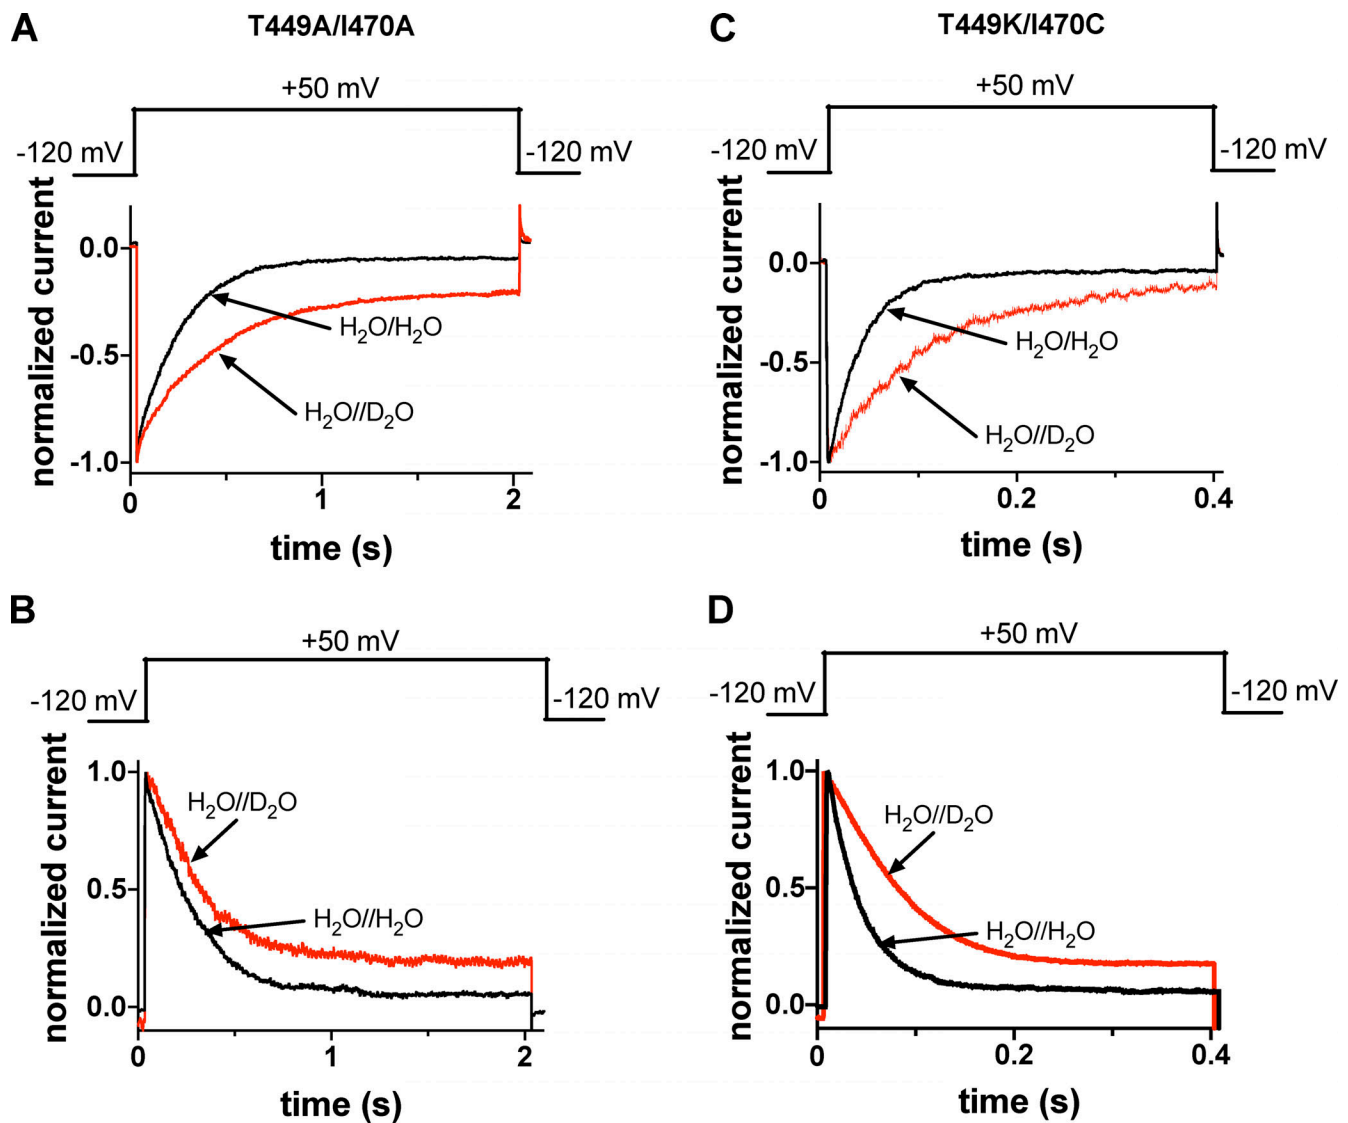 A
T449A/I470A
+50 mV
-120 mV
-120 mV
normalized current
0.0
-0.5
-1.0
H₂O/H₂O
H₂O//D₂O
0
1
2
time (s)
C
T449K/I470C
+50 mV
-120 mV
-120 mV
normalized current
0.0
-0.5
-1.0
H₂O/H₂O
H₂O//D₂O
0
0.2
0.4
time (s)
B
+50 mV
-120 mV
-120 mV
normalized current
1.0
0.5
0.0
H₂O//D₂O
H₂O//H₂O
0
1
2
time (s)
D
+50 mV
-120 mV
-120 mV
normalized current
1.0
0.5
0.0
H₂O//D₂O
H₂O//H₂O
0
0.2
0.4
time (s)